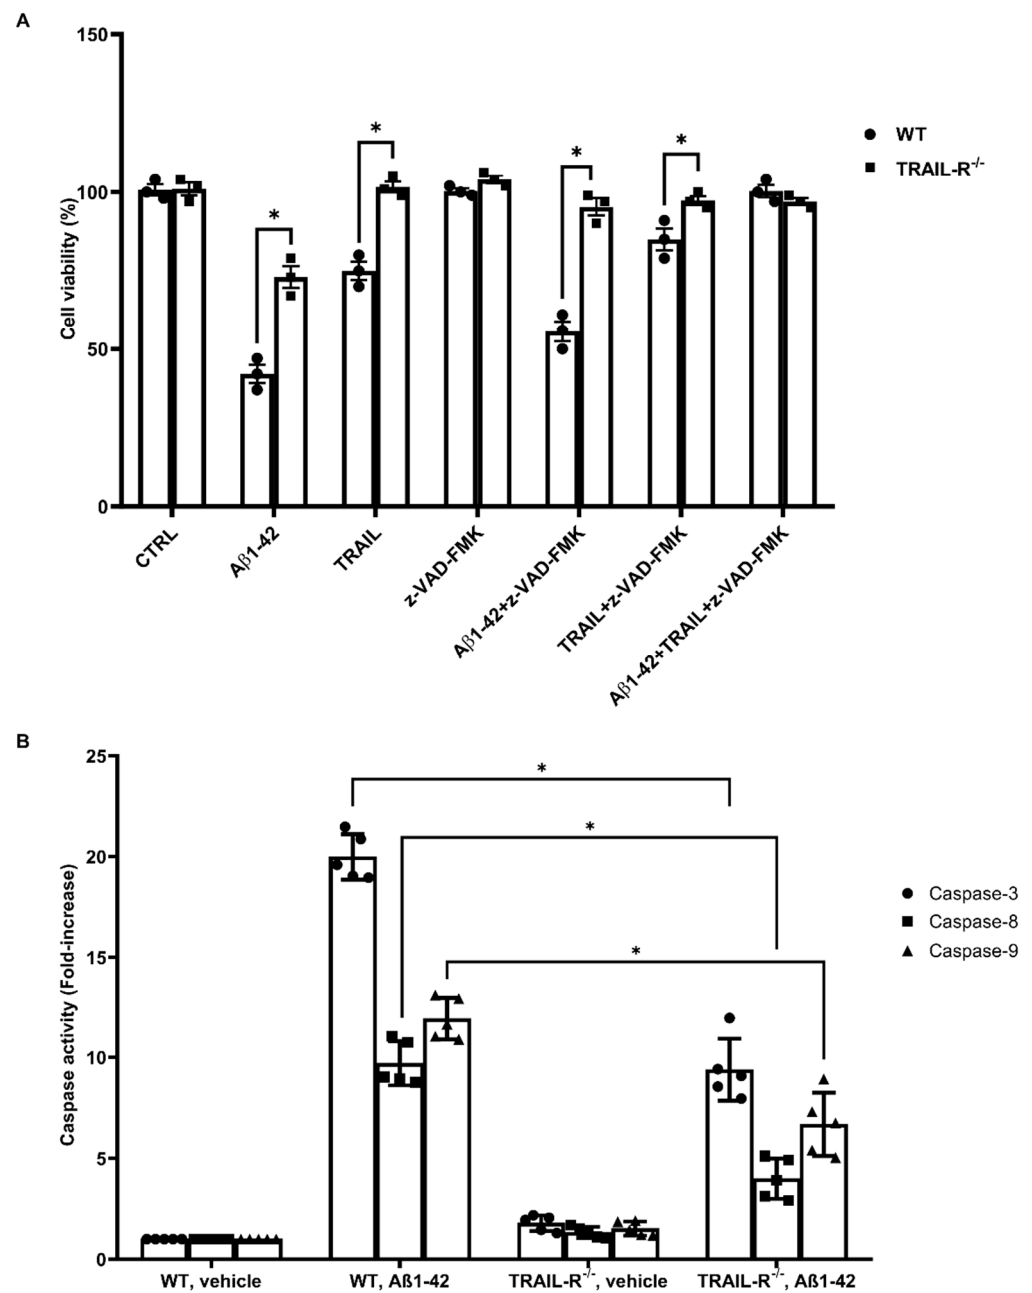 A
150
100
50
0
Cell viability (%)
*
*
*
*
*
WT
TRAIL-R-/-
CTRL
Aβ1-42
TRAIL
z-VAD-FMK
Aβ1-42+z-VAD-FMK
TRAIL+z-VAD-FMK
Aβ1-42+TRAIL+z-VAD-FMK
B
25
20
15
10
5
0
Caspase activity (Fold-increase)
*
*
*
Caspase-3
Caspase-8
Caspase-9
WT, vehicle
WT, Aß1-42
TRAIL-R-/-, vehicle
TRAIL-R-/-, Aß1-42